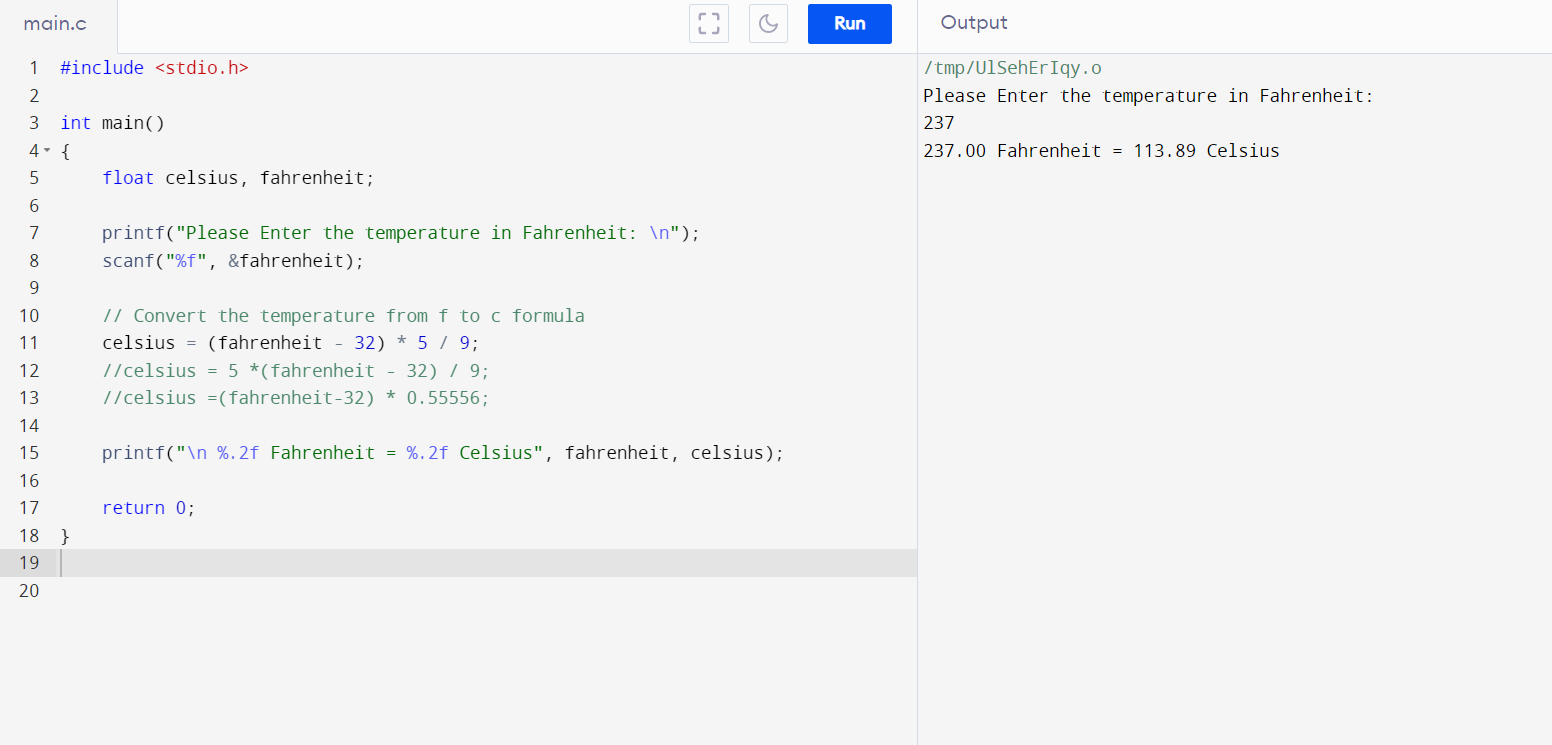 main.c
Run
Output
1 #include <stdio.h>
2
3 int main()
4 {
5 float celsius, fahrenheit;
6
7 printf("Please Enter the temperature in Fahrenheit: \n");
8 scanf("%f", &fahrenheit);
9
10 // Convert the temperature from f to c formula
11 celsius = (fahrenheit - 32) * 5 / 9;
12 //celsius = 5 *(fahrenheit - 32) / 9;
13 //celsius =(fahrenheit-32) * 0.55556;
14
15 printf("\n %.2f Fahrenheit = %.2f Celsius", fahrenheit, celsius);
16
17 return 0;
18 }
19
20
/tmp/UlSehErIqy.o
Please Enter the temperature in Fahrenheit:
237
237.00 Fahrenheit = 113.89 Celsius